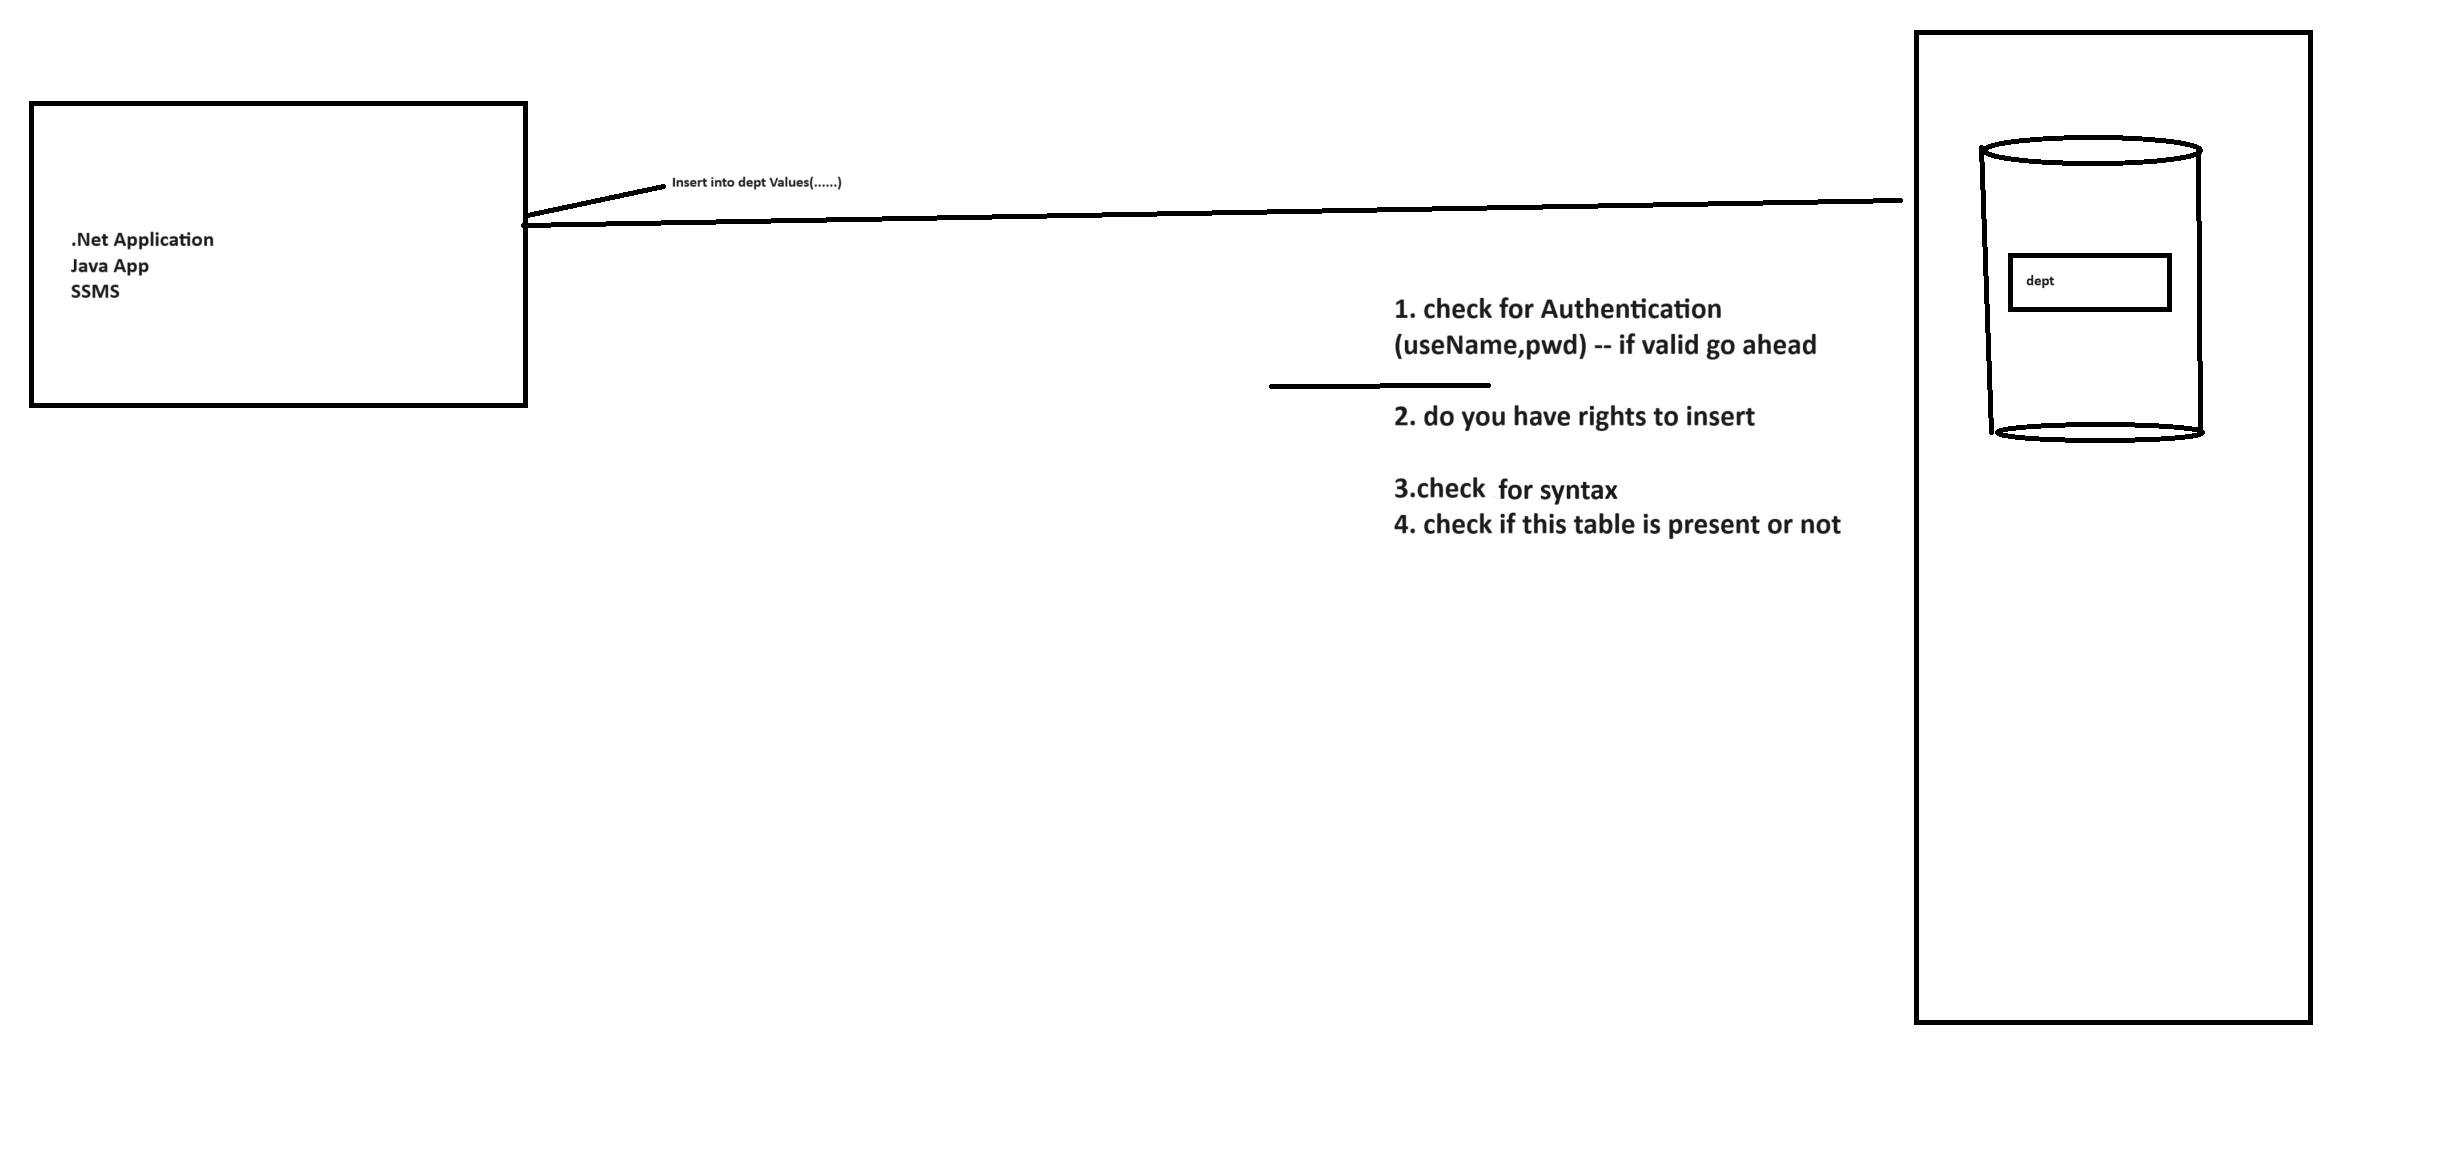 Insert into dept Values(......)
.Net Application
Java App
SSMS
dept
1. check for Authentication
(useName,pwd) -- if valid go ahead
2. do you have rights to insert
3.check for syntax
4. check if this table is present or not